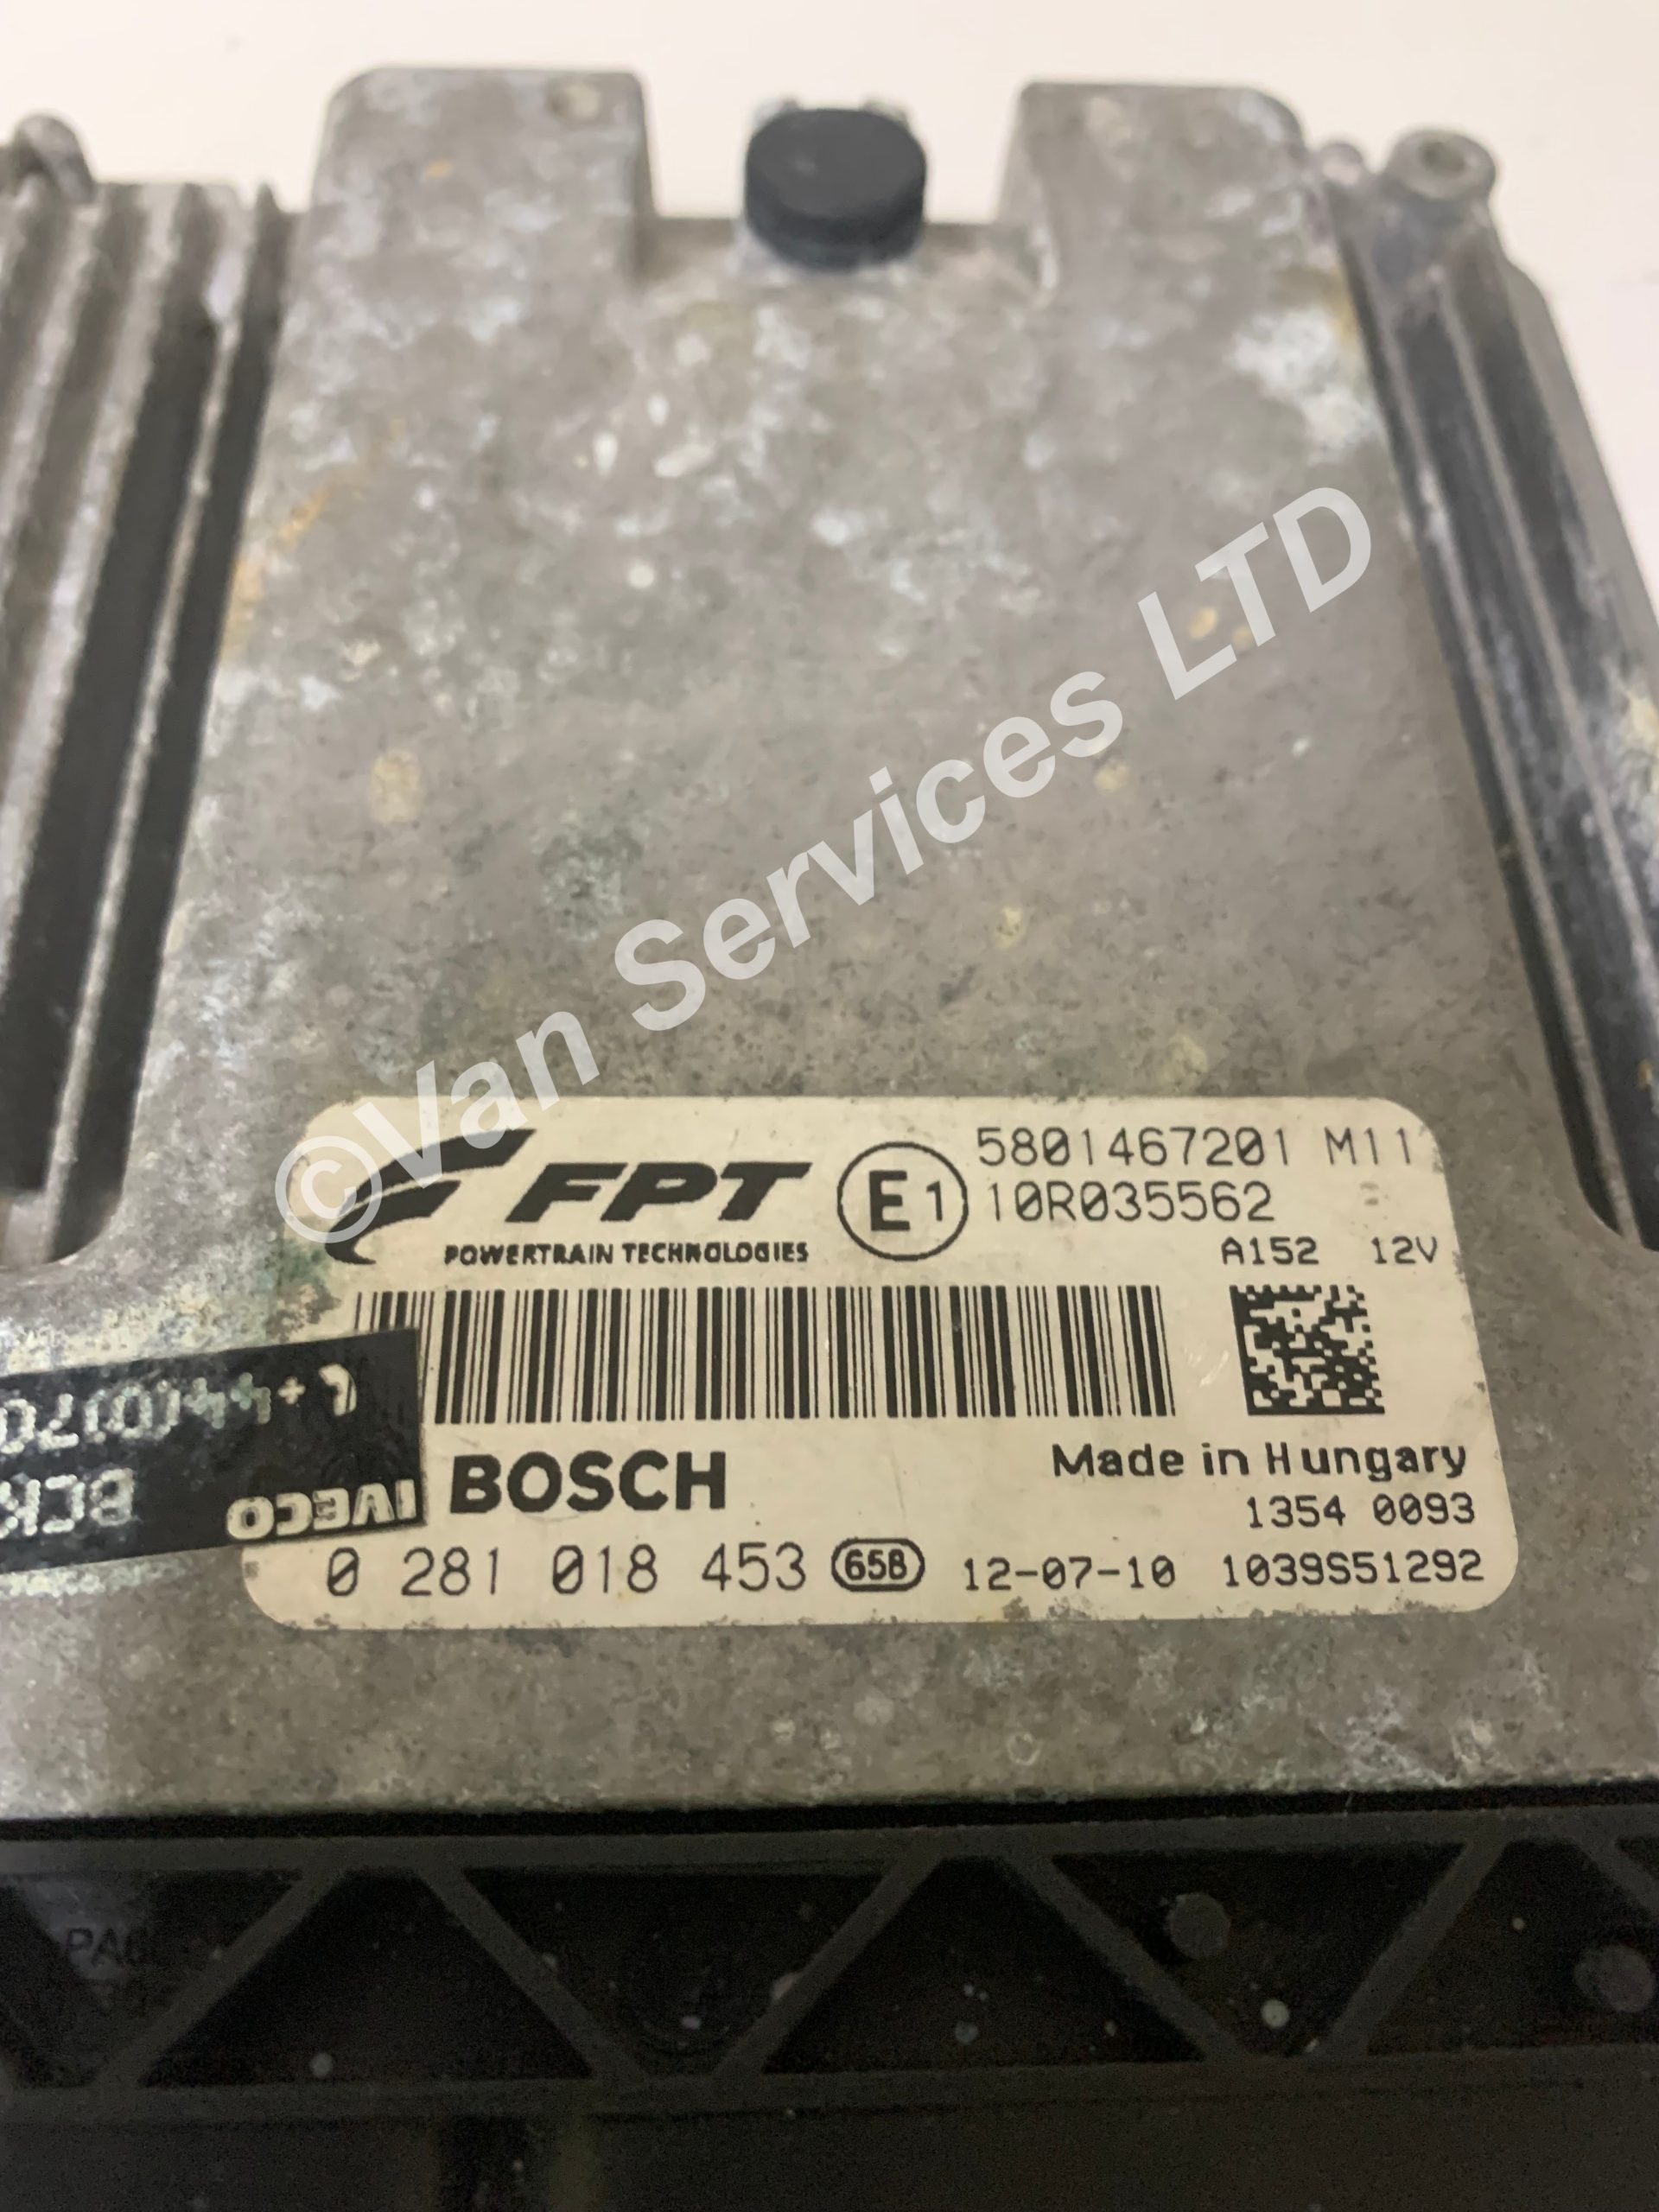 ©Van Services LTD
FPT
POWERTRAIN TECHNOLOGIES
E1
5801467201 M11
10R035562
A152 12V
IVECO
BOSCH
Made in Hungary
1354 0093
0 281 018 453 65B 12-07-10 1039S51292